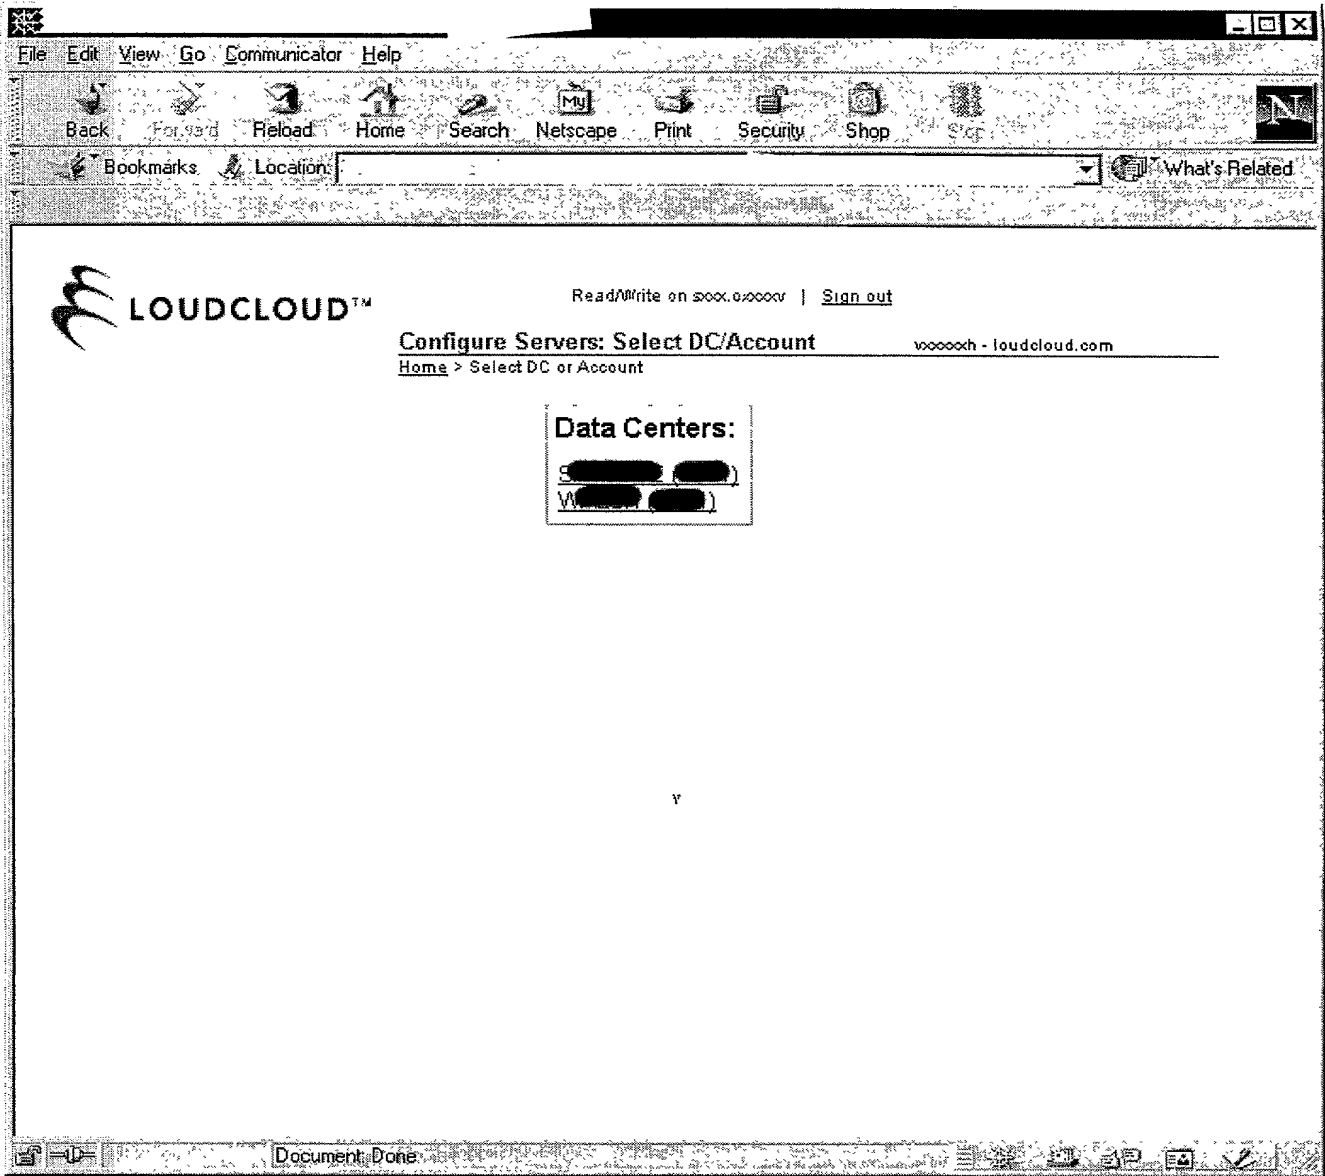 File Edit View Go Communicator Help
Back Forward Reload Home Search Netscape Print Security Shop Stop
Bookmarks Location: What's Related
LOUDCLOUD™
Read/Write on | Sign out
Configure Servers: Select DC/Account
- loudcloud.com
Home > Select DC or Account
Data Centers:
Document: Done